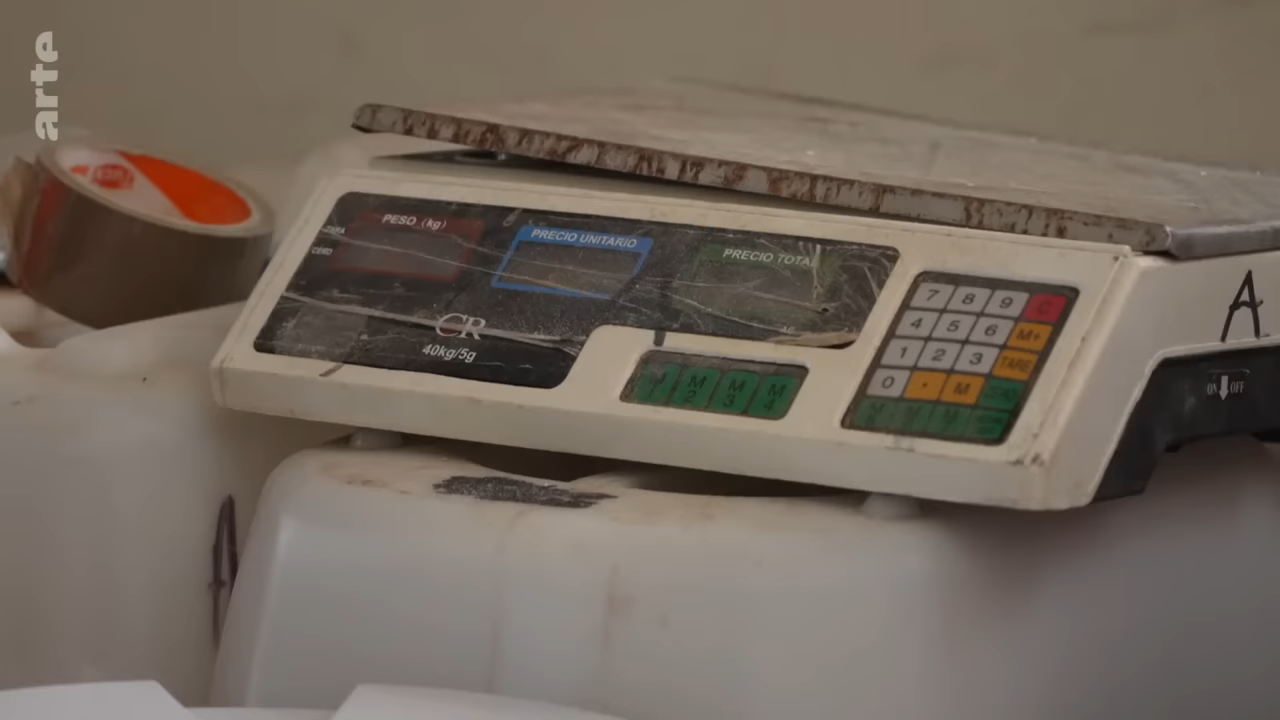 arte
PESO (kg)
CERO
PRECIO UNITARIO
PRECIO TOTAL
CR
40kg/5g
M 2
M 3
M 4
7 8 9 C
4 5 6 M+
1 2 3 TARE
0 . M
A
ON OFF